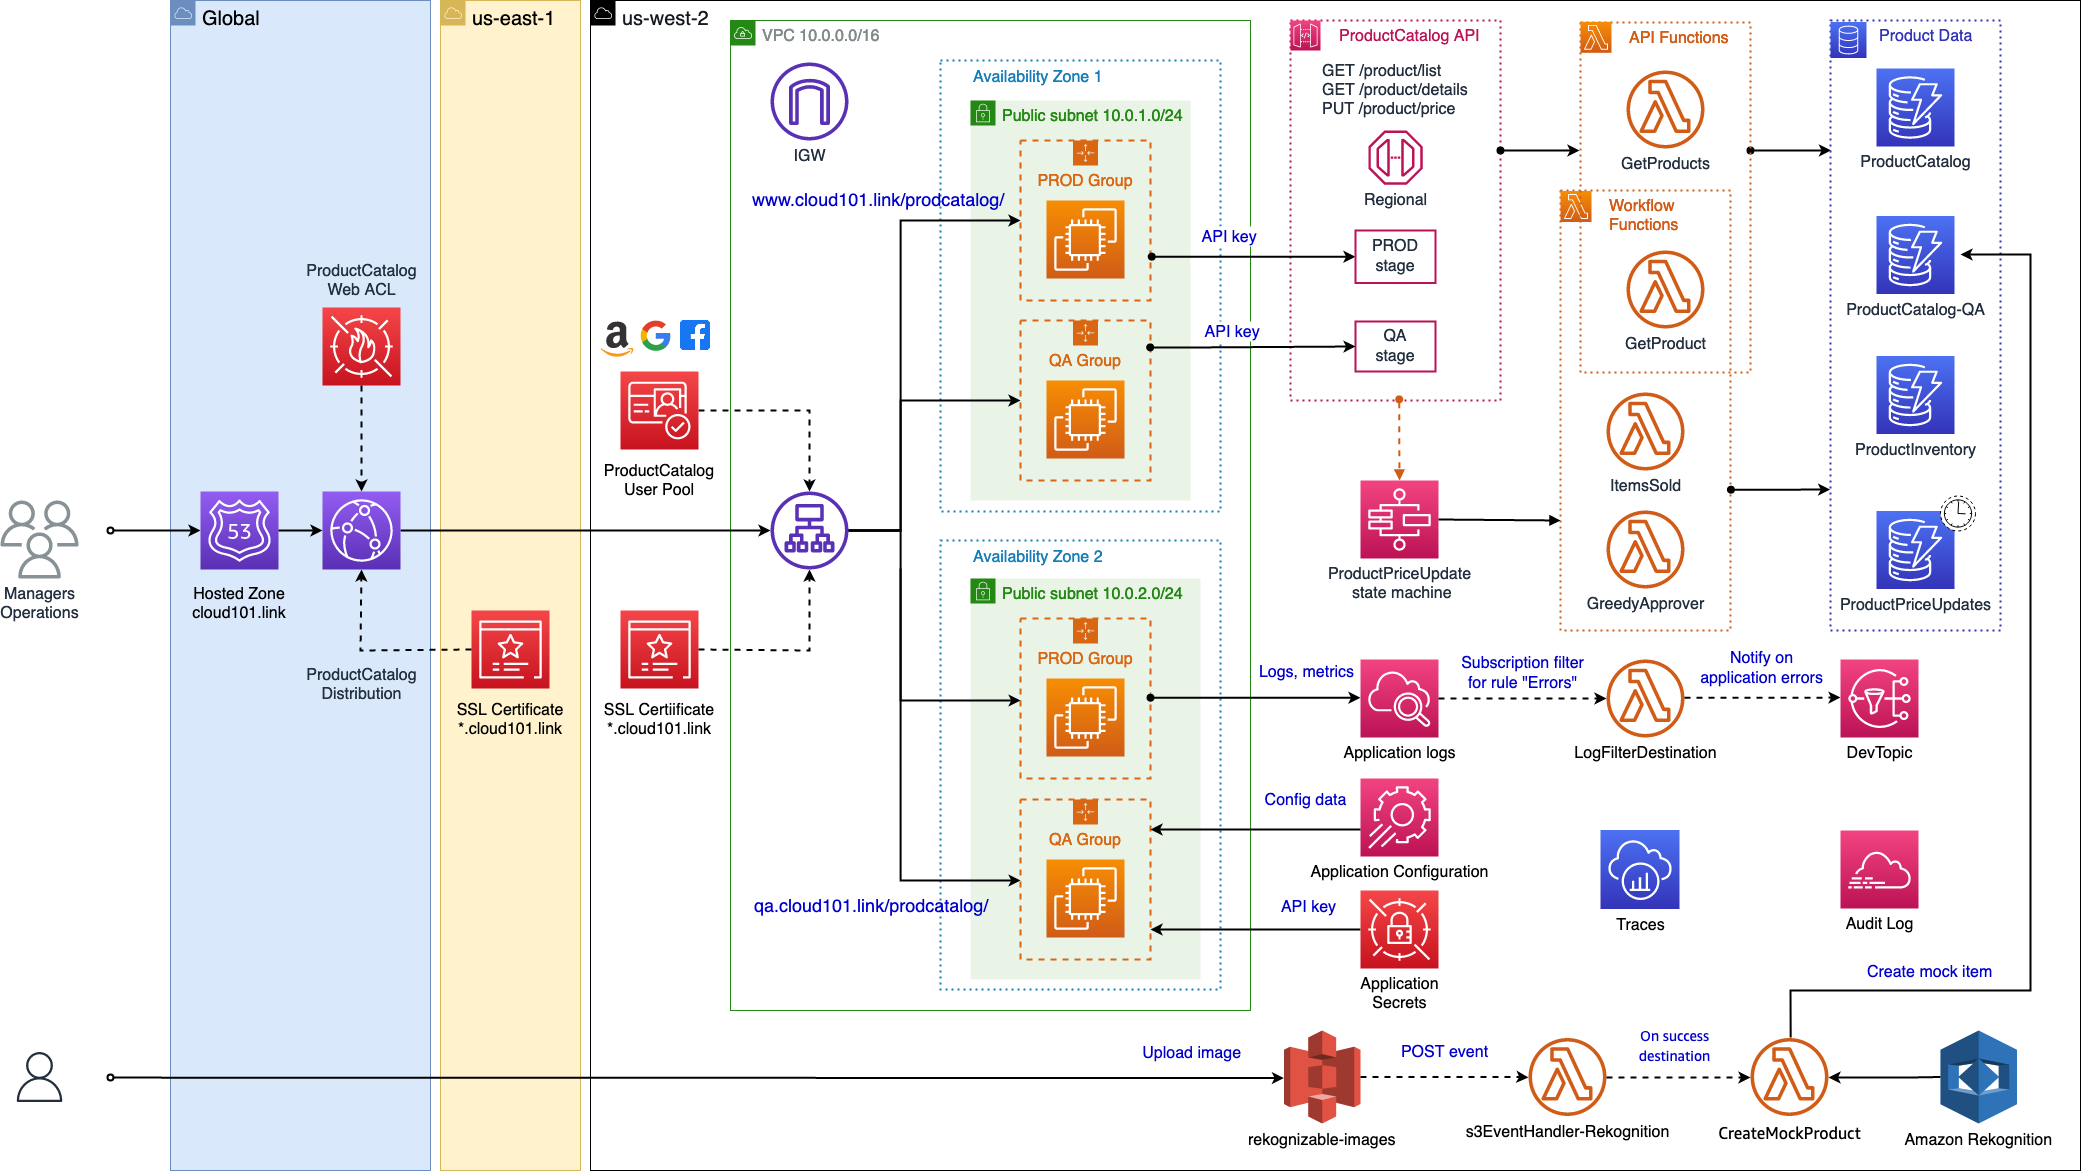 Global
us-east-1
us-west-2
VPC 10.0.0.0/16
IGW
Availability Zone 1
Public subnet 10.0.1.0/24
PROD Group
www.cloud101.link/prodcatalog/
QA Group
API key
API key
ProductCatalog API
GET /product/list
GET /product/details
PUT /product/price
Regional
PROD
stage
QA
stage
API Functions
GetProducts
Workflow
Functions
GetProduct
ItemsSold
GreedyApprover
Product Data
ProductCatalog
ProductCatalog-QA
ProductInventory
ProductPriceUpdates
ProductCatalog
Web ACL
a
G
f
ProductCatalog
User Pool
Managers
Operations
53
Hosted Zone
cloud101.link
ProductCatalog
Distribution
SSL Certificate
*.cloud101.link
SSL Certiificate
*.cloud101.link
ProductPriceUpdate
state machine
Availability Zone 2
Public subnet 10.0.2.0/24
PROD Group
QA Group
qa.cloud101.link/prodcatalog/
Logs, metrics
Application logs
Subscription filter
for rule "Errors"
LogFilterDestination
Notify on
application errors
DevTopic
Config data
Application Configuration
API key
Application
Secrets
Traces
Audit Log
Create mock item
Upload image
rekognizable-images
POST event
s3EventHandler-Rekognition
On success
destination
CreateMockProduct
Amazon Rekognition